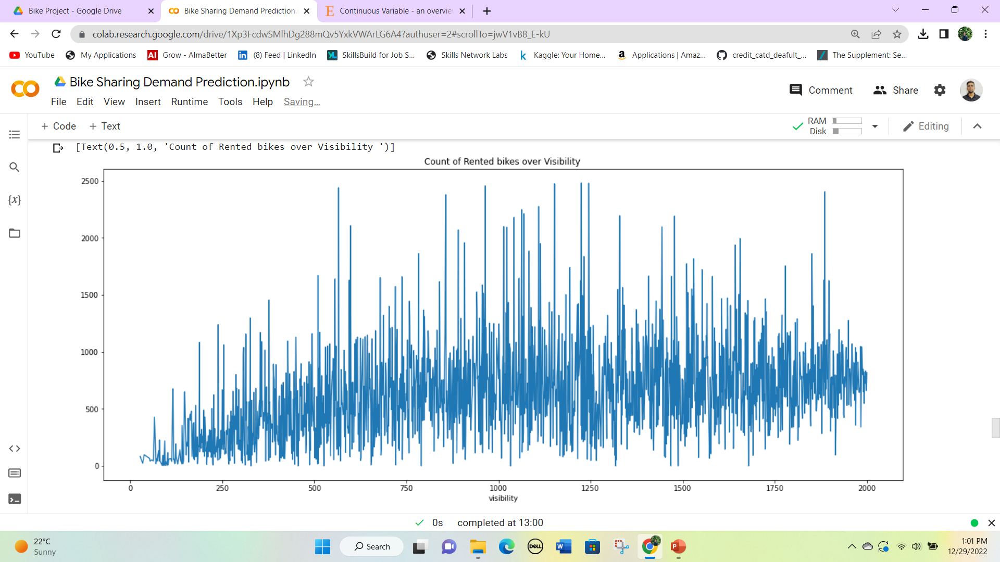 Bike Project - Google Drive
Bike Sharing Demand Prediction.i
Continuous Variable - an overvie
colab.research.google.com/drive/1Xp3FcdwSMlhDg288mQv5YxkVWArLG6A4?authuser=2#scrollTo=jwV1vB8_E-kU
YouTube My Applications Grow - AlmaBetter (8) Feed | LinkedIn SkillsBuild for Job S... Skills Network Labs Kaggle: Your Home... Applications | Amaz... credit_catd_deafult_... The Supplement: Se...
Bike Sharing Demand Prediction.ipynb
Comment Share
File Edit View Insert Runtime Tools Help Saving...
+ Code + Text
RAM
Disk
Editing
[Text(0.5, 1.0, 'Count of Rented bikes over Visibility ')]
Count of Rented bikes over Visibility
2500
2000
1500
1000
500
0
0 250 500 750 1000 1250 1500 1750 2000
visibility
0s completed at 13:00
22°C
Sunny
Search
1:01 PM
12/29/2022